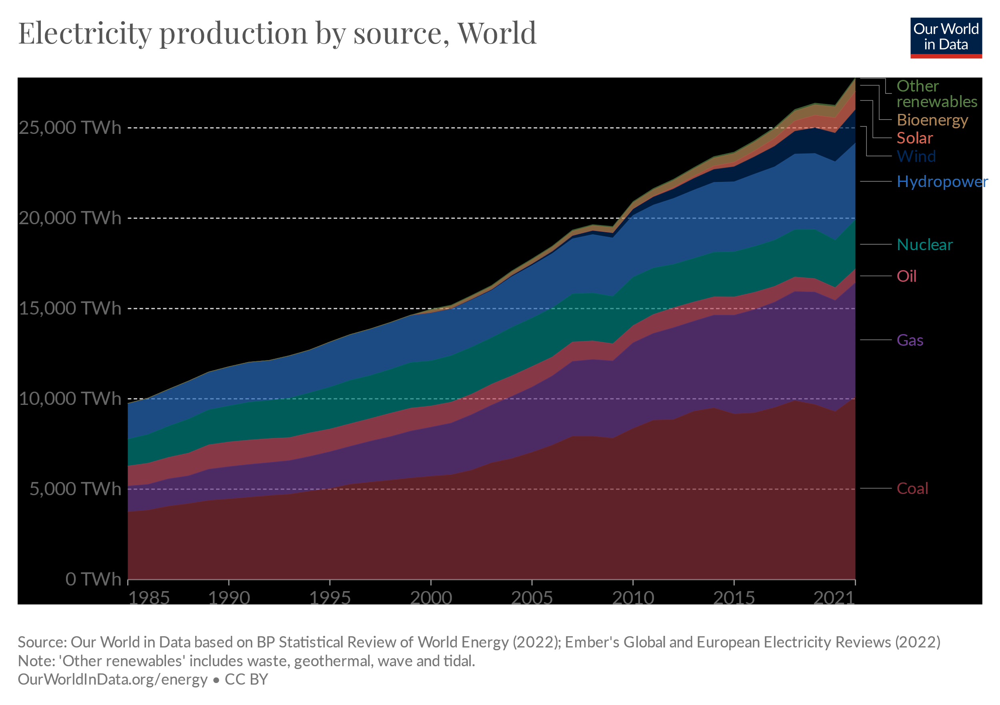 Electricity production by source, World
Our World
in Data
25,000 TWh
20,000 TWh
15,000 TWh
10,000 TWh
5,000 TWh
0 TWh
1985
1990
1995
2000
2005
2010
2015
2021
Other
renewables
Bioenergy
Solar
Wind
Hydropower
Nuclear
Oil
Gas
Coal
Source: Our World in Data based on BP Statistical Review of World Energy (2022); Ember's Global and European Electricity Reviews (2022)
Note: 'Other renewables' includes waste, geothermal, wave and tidal.
OurWorldInData.org/energy • CC BY